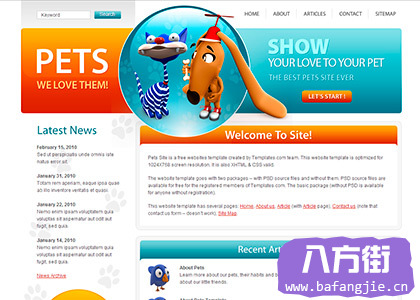 Keyword
Search
HOME
ABOUT
ARTICLES
CONTACT
SITEMAP
PETS
WE LOVE THEM!
SHOW
YOUR LOVE TO YOUR PET
THE BEST PETS SITE EVER
LET'S START!
Latest News
February 15, 2010
Sed ut perspiciatis unde omnis iste
natus error sit.
January 31, 2010
Totam rem aperiam, eaque ipsa quae
ab illo inventore veritatis et quasi.
January 22, 2010
Nemo enim ipsam voluptatem quia
voluptas sit aspernatur aut odit aut
fugit, sed quia.
January 14, 2010
Nemo enim ipsam voluptatem quia
voluptas sit aspernatur aut odit aut
fugit, sed quia.
News Archive
Welcome To Site!
Pets Site is a free websites template created by Templates.com team. This website template is optimized for
1024X768 screen resolution. It is also XHTML & CSS valid.
This website template goes with two packages – with PSD source files and without them. PSD source files are
available for free for the registered members of Templates.com. The basic package (without PSD is
available for anyone without registration).
This website template has several pages: Home, About us, Article (with Article page), Contact us (note that
contact us form – doesn't work), Site Map.
Recent Art
About Pets
Learn more about our pets, their habits and b
about our little friends.
八方街
www.bafangjie.cn